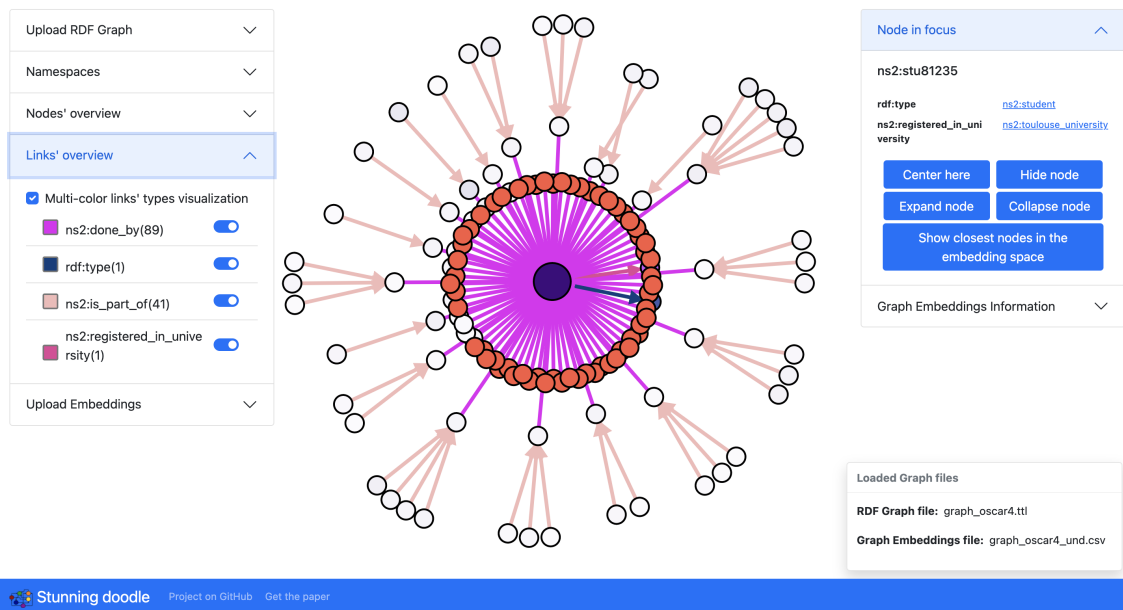 Upload RDF Graph
Namespaces
Nodes' overview
Links' overview
Multi-color links' types visualization
ns2:done_by(89)
rdf:type(1)
ns2:is_part_of(41)
ns2:registered_in_unive
rsity(1)
Upload Embeddings
Node in focus
ns2:stu81235
rdf:type ns2:student
ns2:registered_in_uni ns2:toulouse_university
versity
Center here Hide node
Expand node Collapse node
Show closest nodes in the
embedding space
Graph Embeddings Information
Loaded Graph files
RDF Graph file: graph_oscar4.ttl
Graph Embeddings file: graph_oscar4_und.csv
Stunning doodle Project on GitHub Get the paper